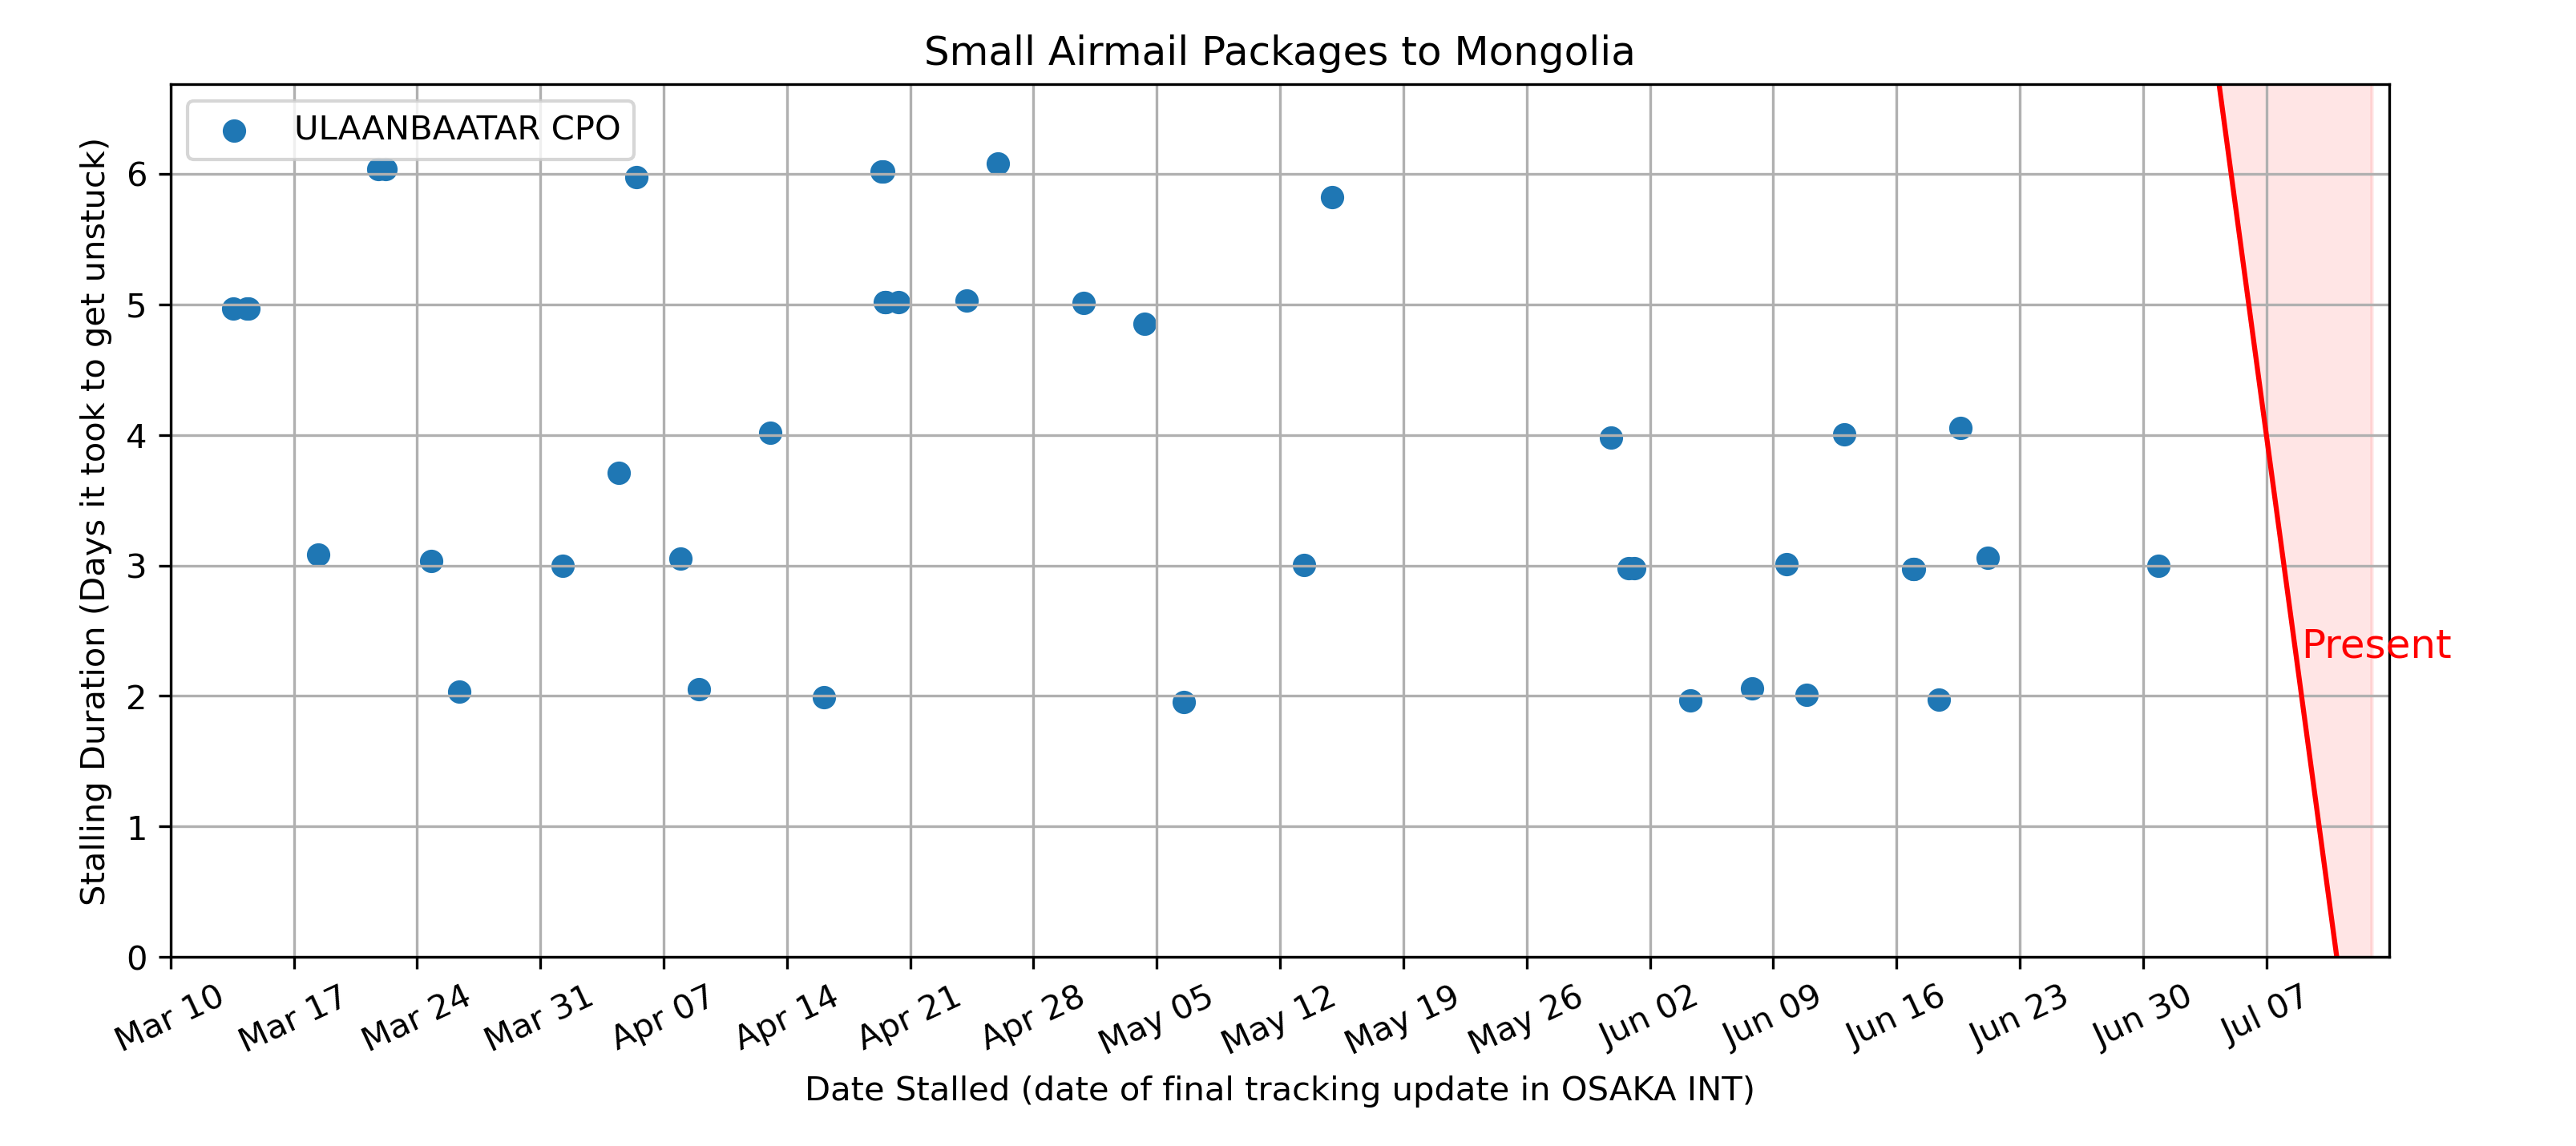 Small Airmail Packages to Mongolia
ULAANBAATAR CPO
Stalling Duration (Days it took to get unstuck)
6
5
4
3
2
1
0
Present
Mar 10
Mar 17
Mar 24
Mar 31
Apr 07
Apr 14
Apr 21
Apr 28
May 05
May 12
May 19
May 26
Jun 02
Jun 09
Jun 16
Jun 23
Jun 30
Jul 07
Date Stalled (date of final tracking update in OSAKA INT)